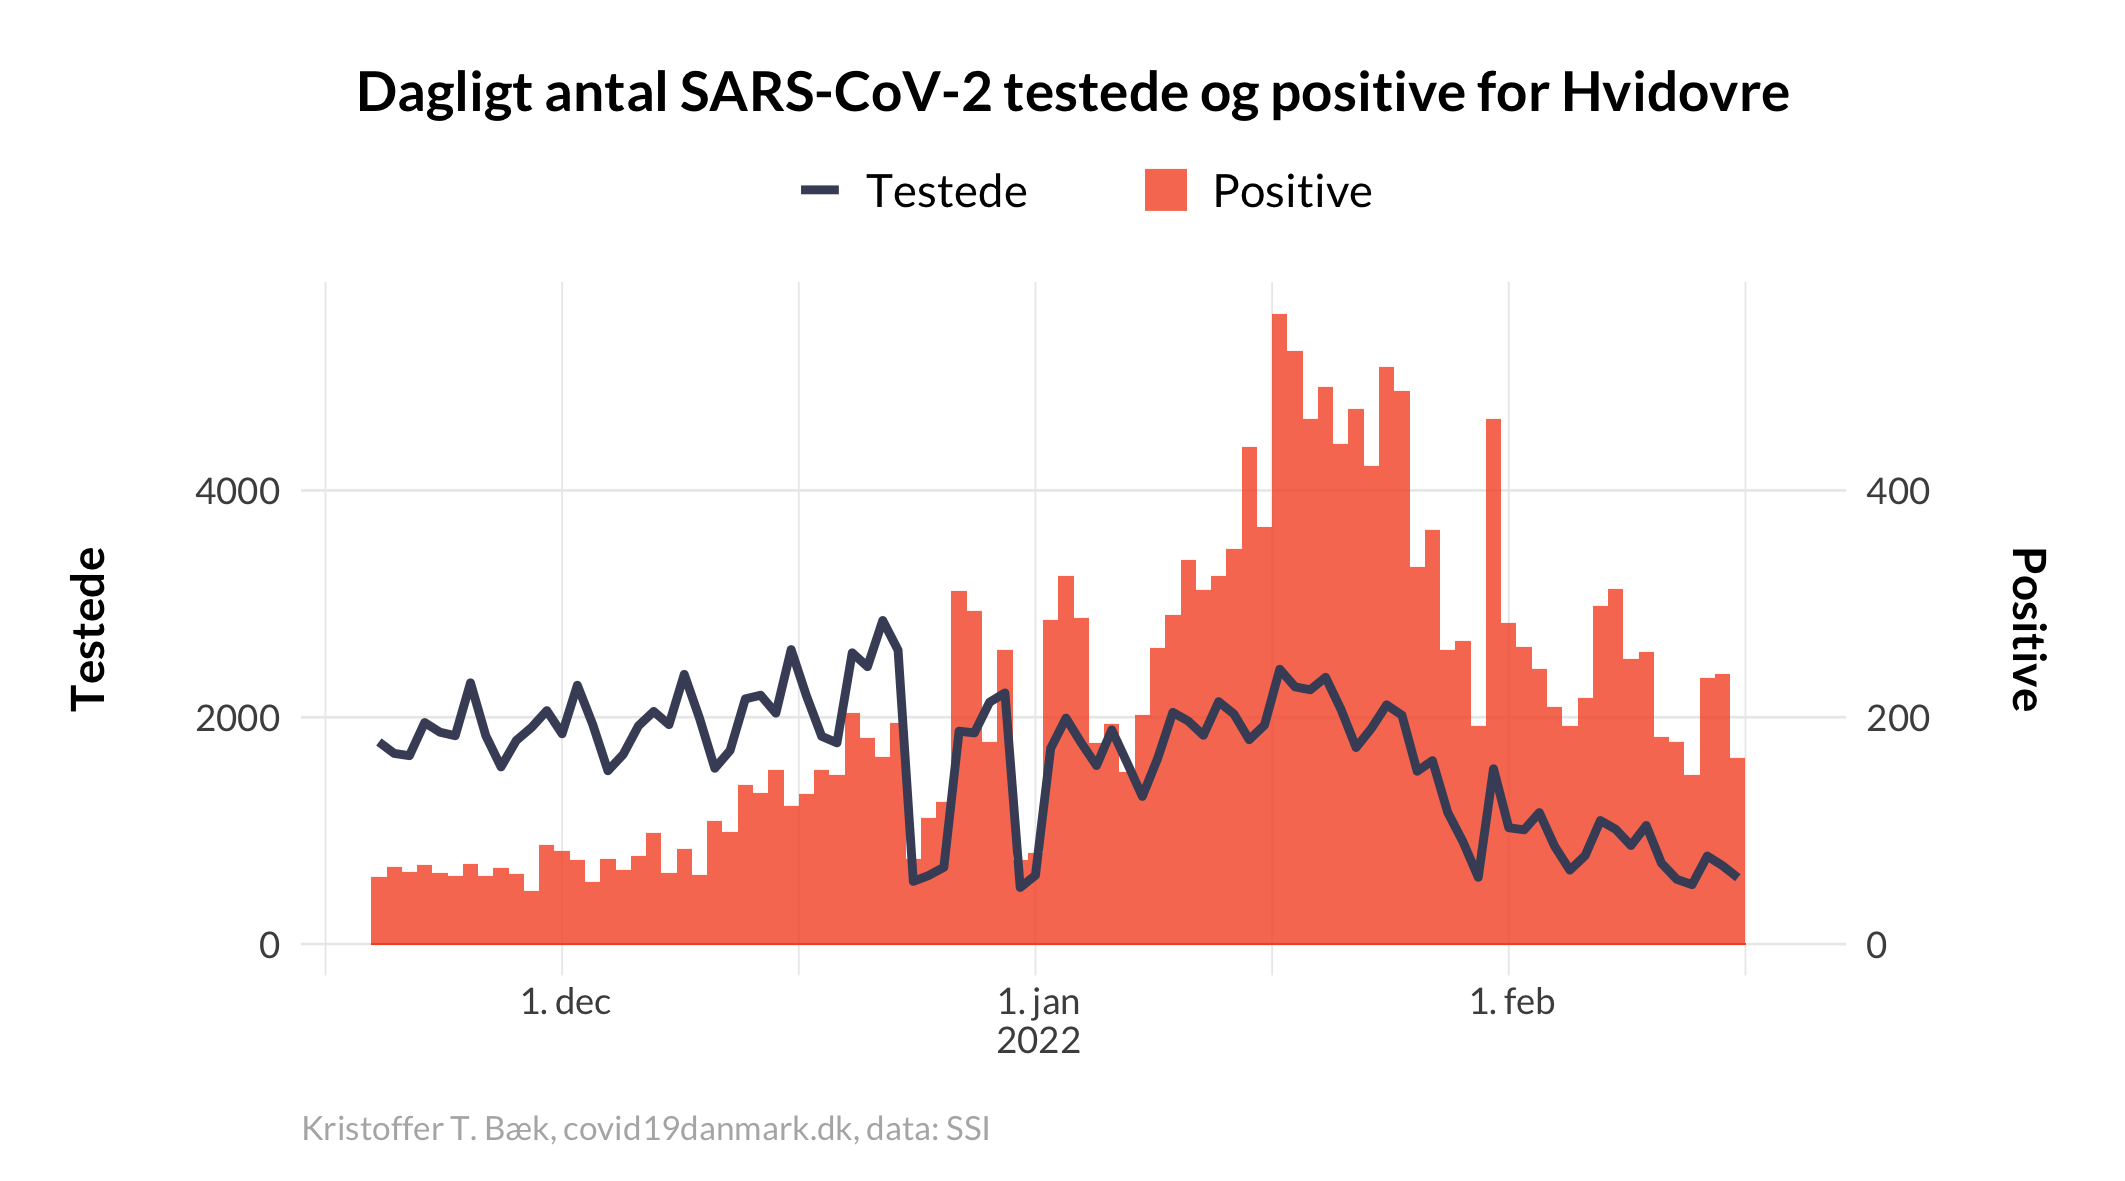 Dagligt antal SARS-CoV-2 testede og positive for Hvidovre
Testede
Positive
4000
2000
0
Testede
400
200
0
Positive
1. dec
1. jan
2022
1. feb
Kristoffer T. Bæk, covid19danmark.dk, data: SSI